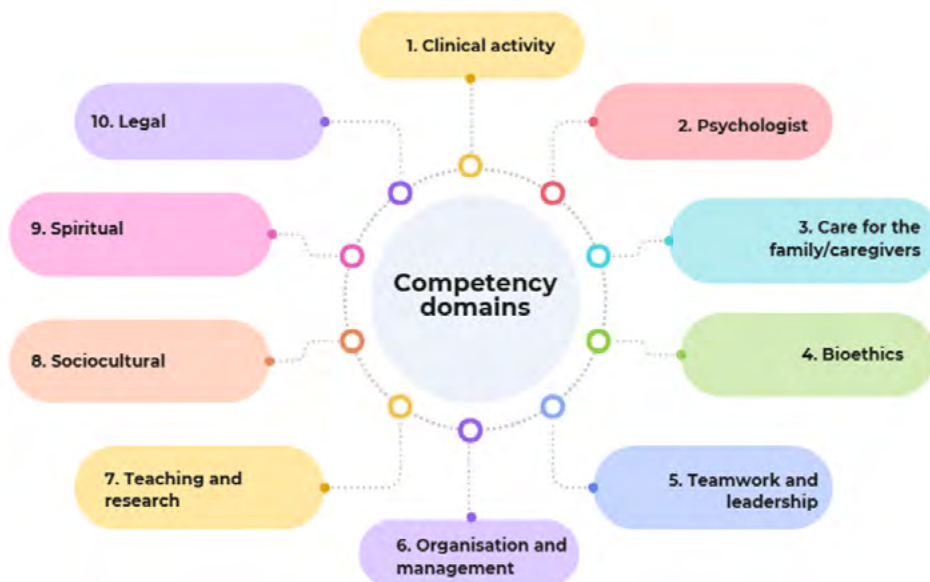 1. Clinical activity
2. Psychologist
3. Care for the
family/caregivers
4. Bioethics
5. Teamwork and
leadership
6. Organisation and
management
7. Teaching and
research
8. Sociocultural
9. Spiritual
10. Legal
Competency
domains